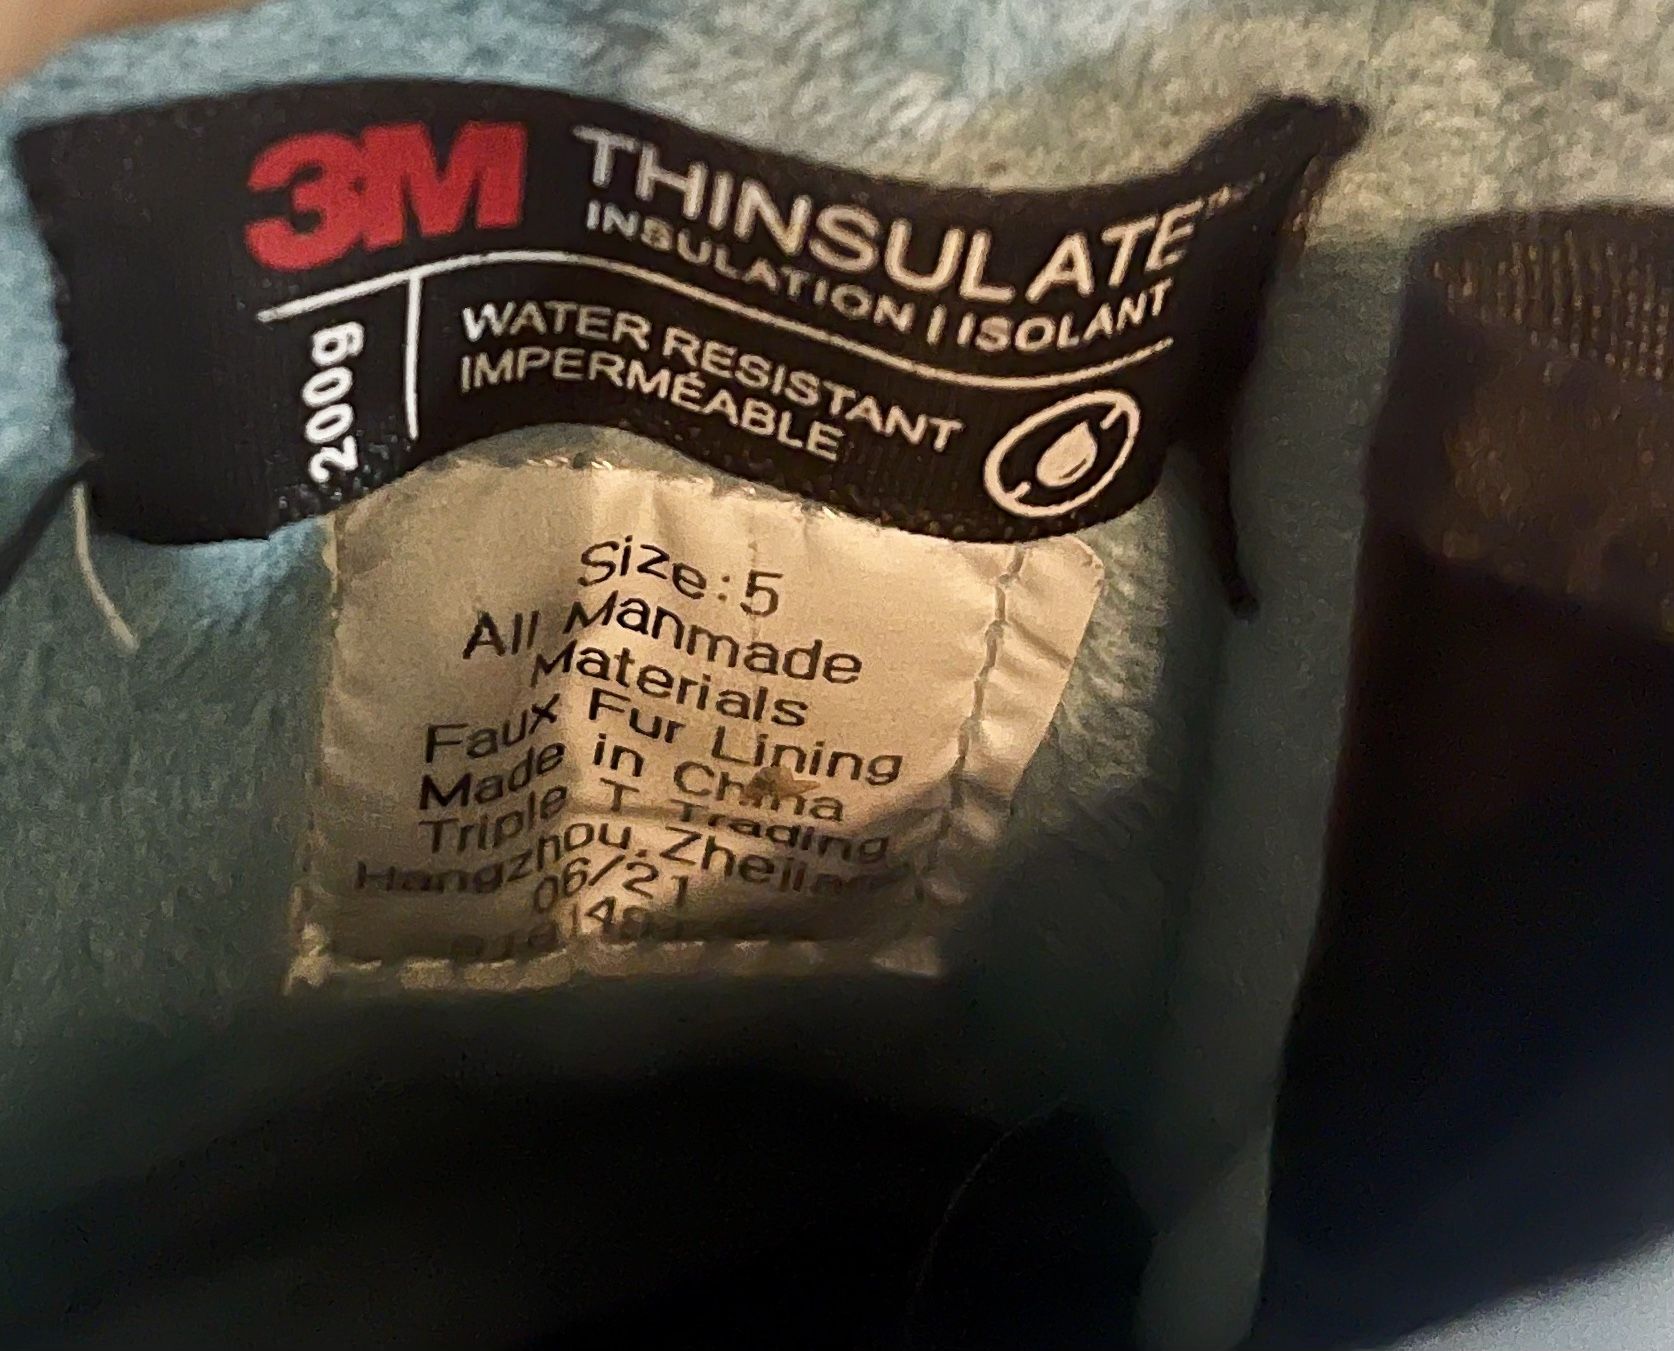 3M THINSULATE™
INSULATION | ISOLANT
200g
WATER RESISTANT
IMPERMÉABLE
Size:5
All Manmade
Materials
Faux Fur Lining
Made in China
Triple T Trading
Hangzhou,
06/21